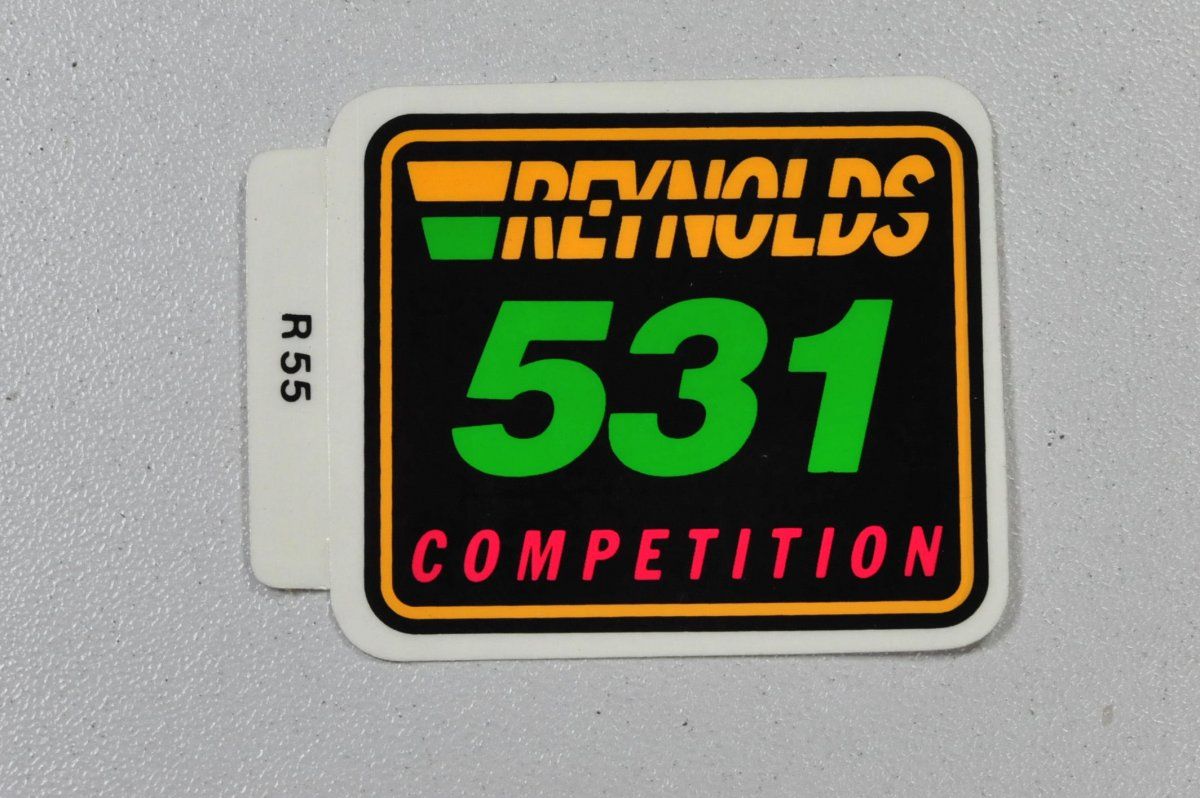 REYNOLDS
531
COMPETITION
R 55